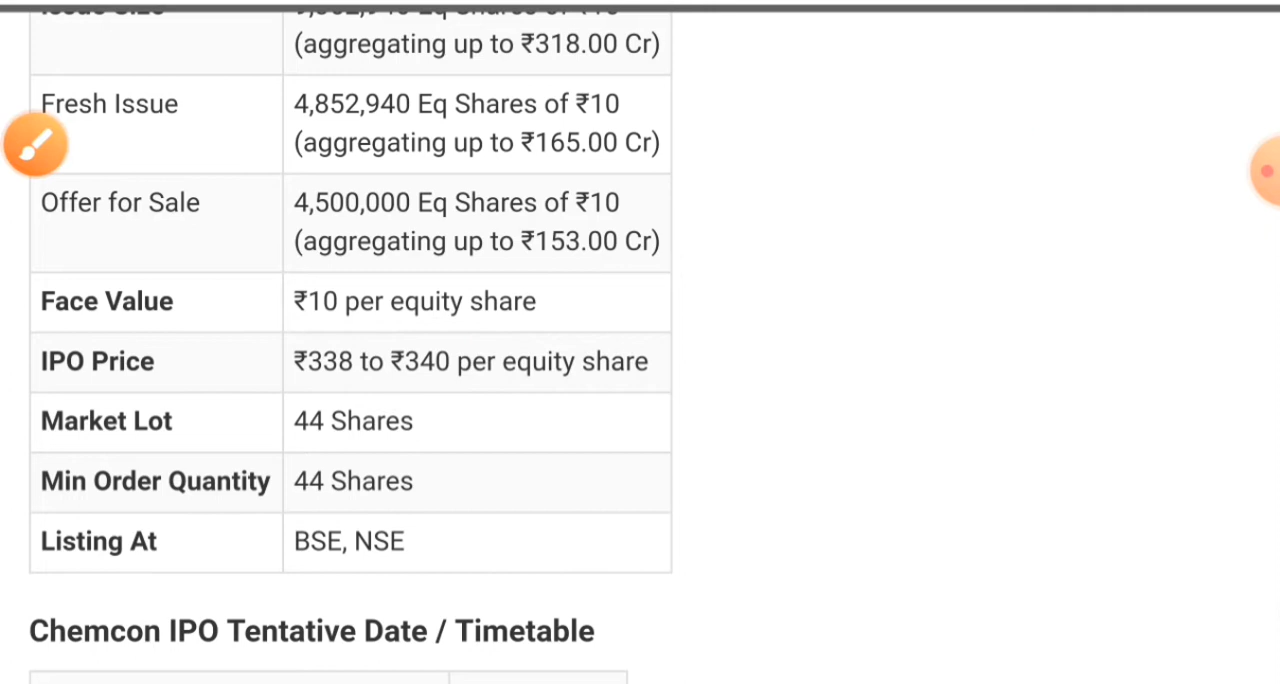 (aggregating up to ₹318.00 Cr)
Fresh Issue
4,852,940 Eq Shares of ₹10
(aggregating up to ₹165.00 Cr)
Offer for Sale
4,500,000 Eq Shares of ₹10
(aggregating up to ₹153.00 Cr)
Face Value
₹10 per equity share
IPO Price
₹338 to ₹340 per equity share
Market Lot
44 Shares
Min Order Quantity
44 Shares
Listing At
BSE, NSE
Chemcon IPO Tentative Date / Timetable